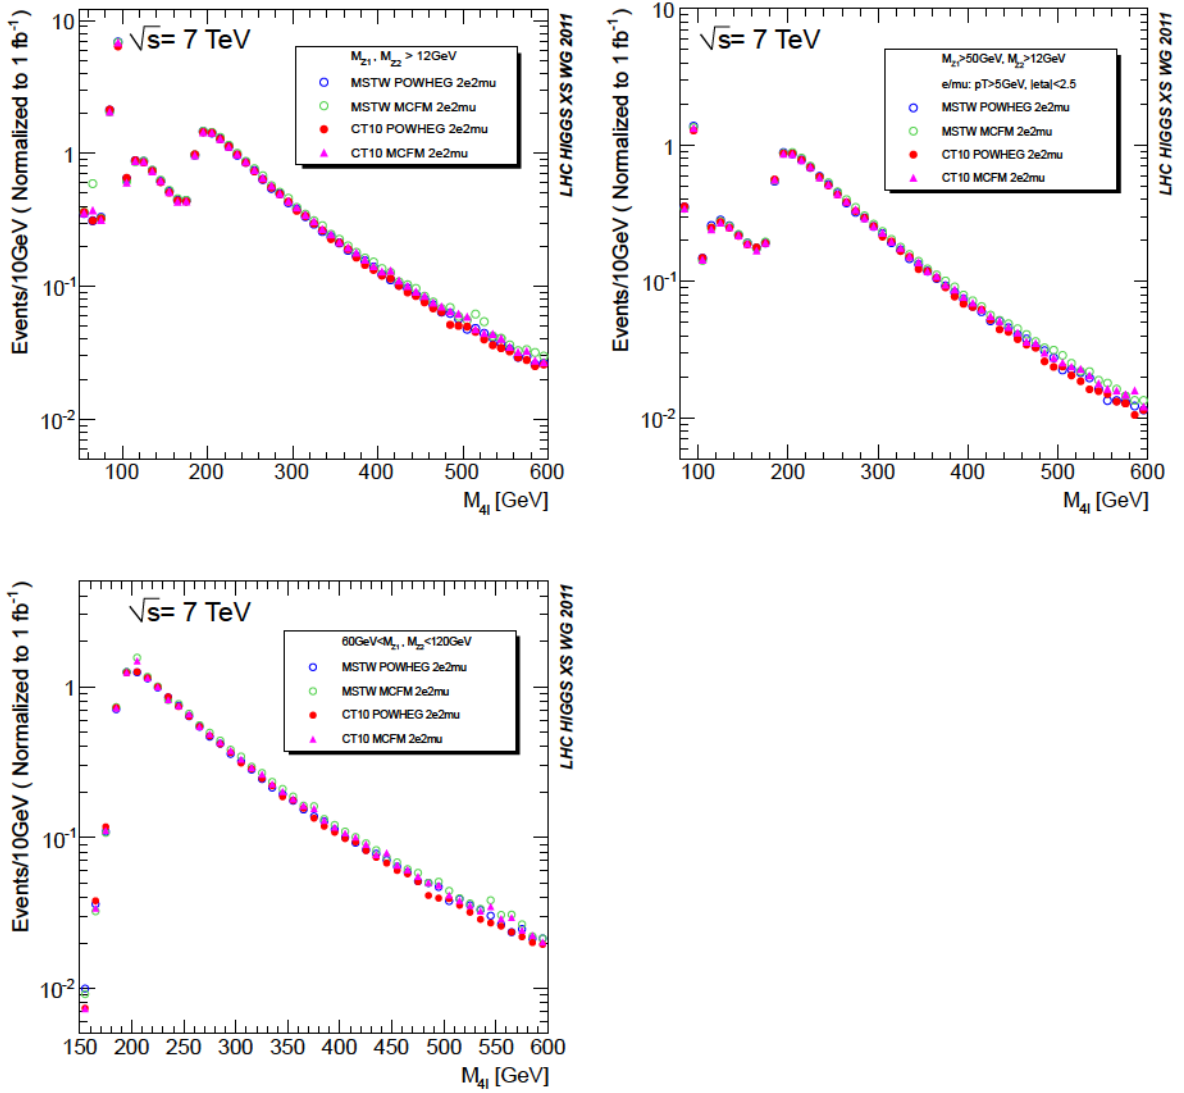 √s= 7 TeV
M_Z1, M_Z2 > 12GeV
MSTW POWHEG 2e2mu
MSTW MCFM 2e2mu
CT10 POWHEG 2e2mu
CT10 MCFM 2e2mu
Events/10GeV ( Normalized to 1 fb⁻¹)
10
1
10⁻¹
10⁻²
100 200 300 400 500 600
M_4l [GeV]
LHC HIGGS XS WG 2011
√s= 7 TeV
M_Z1>50GeV, M_Z2>12GeV
e/mu: pT>5GeV, |eta|<2.5
MSTW POWHEG 2e2mu
MSTW MCFM 2e2mu
CT10 POWHEG 2e2mu
CT10 MCFM 2e2mu
Events/10GeV ( Normalized to 1 fb⁻¹)
10
1
10⁻¹
10⁻²
100 200 300 400 500 600
M_4l [GeV]
LHC HIGGS XS WG 2011
√s= 7 TeV
60GeV<M_Z1, M_Z2<120GeV
MSTW POWHEG 2e2mu
MSTW MCFM 2e2mu
CT10 POWHEG 2e2mu
CT10 MCFM 2e2mu
Events/10GeV ( Normalized to 1 fb⁻¹)
1
10⁻¹
10⁻²
150 200 250 300 350 400 450 500 550 600
M_4l [GeV]
LHC HIGGS XS WG 2011